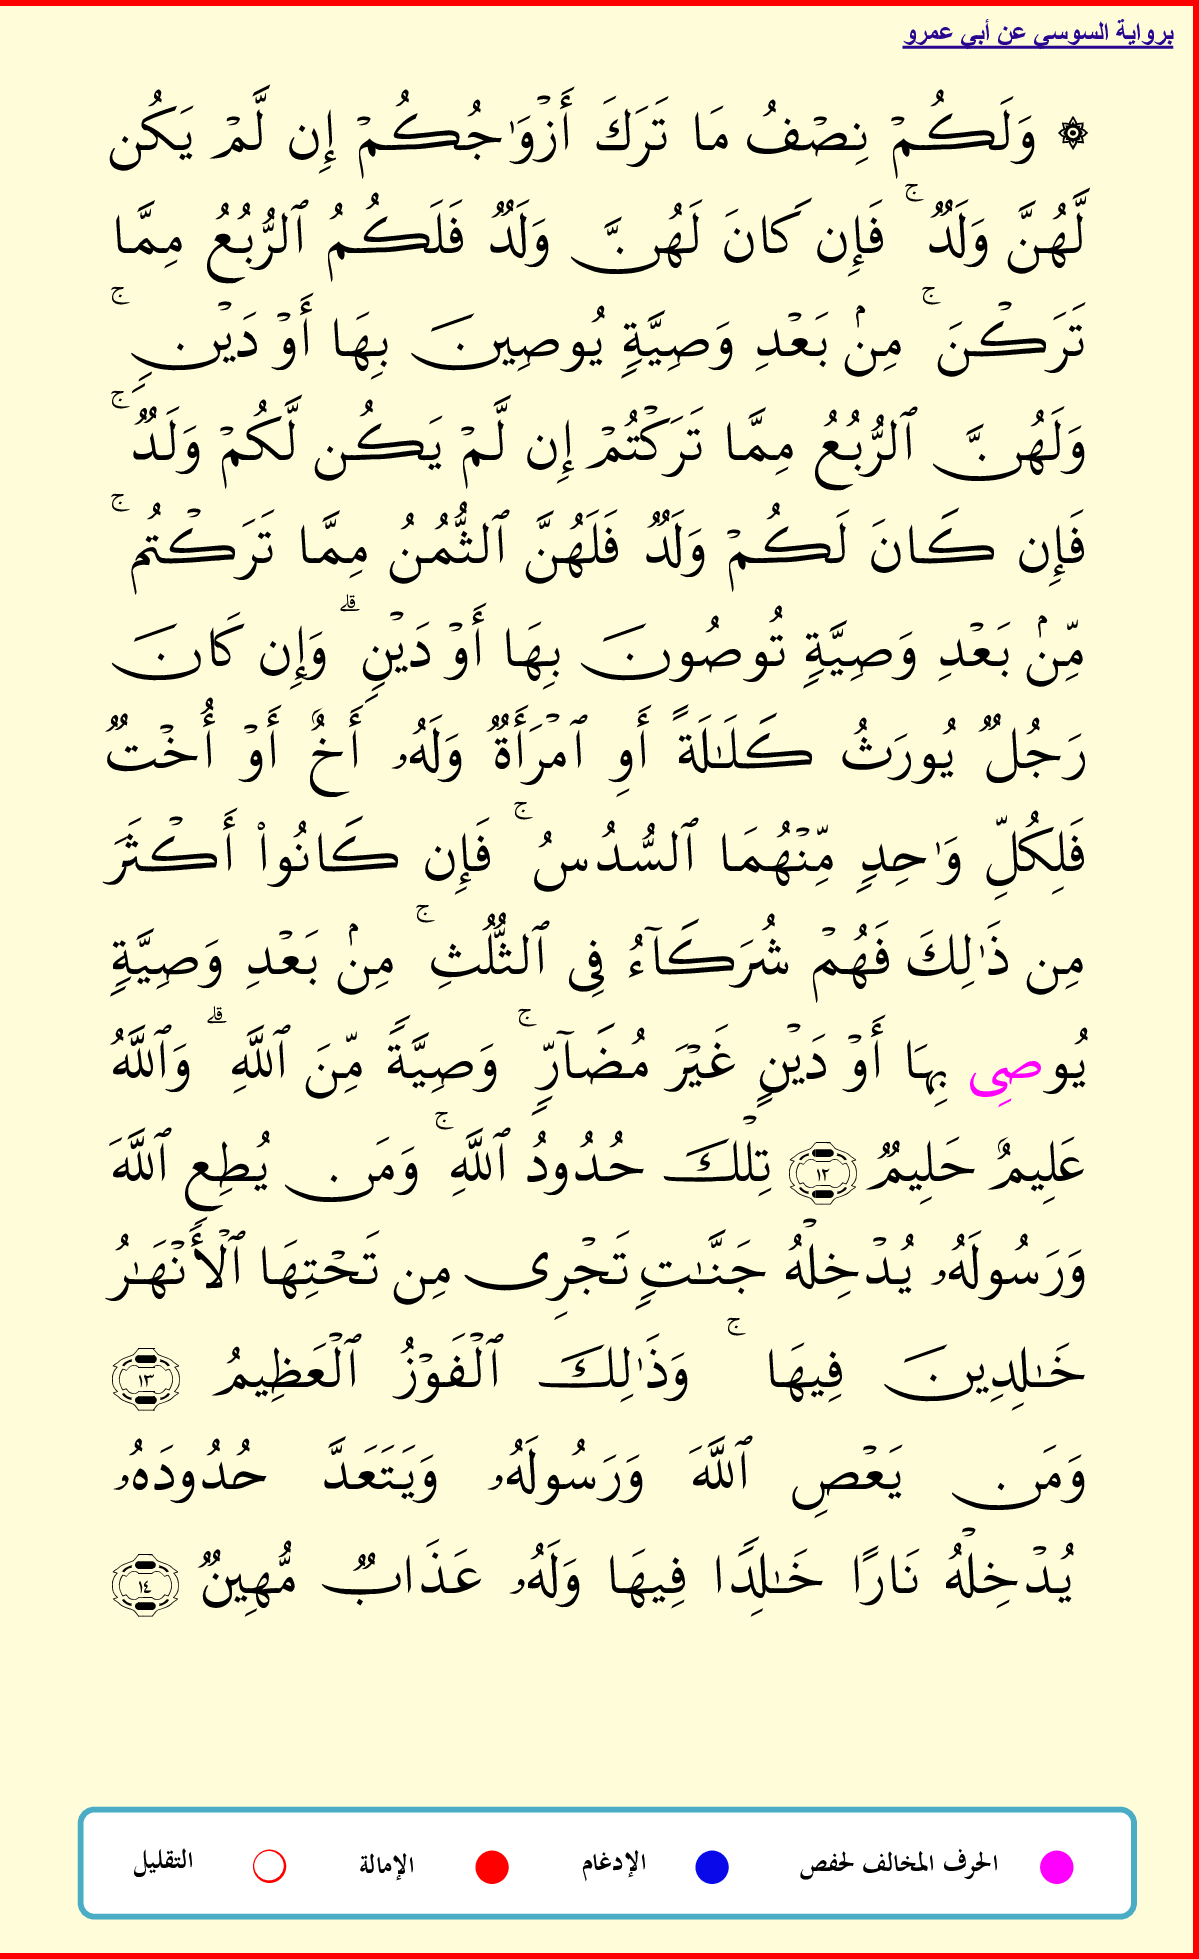 برواية السوسي عن أبي عمرو
۞ وَلَكُمۡ نِصۡفُ مَا تَرَكَ أَزۡوَٰجُكُمۡ إِن لَّمۡ يَكُن
لَّهُنَّ وَلَدٞۚ فَإِن كَانَ لَهُنَّ وَلَدٞ فَلَكُمُ ٱلرُّبُعُ مِمَّا
تَرَكۡنَۚ مِنۢ بَعۡدِ وَصِيَّةٖ يُوصِينَ بِهَا أَوۡ دَيۡنٖۚ
وَلَهُنَّ ٱلرُّبُعُ مِمَّا تَرَكۡتُمۡ إِن لَّمۡ يَكُن لَّكُمۡ وَلَدٞۚ
فَإِن كَانَ لَكُمۡ وَلَدٞ فَلَهُنَّ ٱلثُّمُنُ مِمَّا تَرَكۡتُمۚ
مِّنۢ بَعۡدِ وَصِيَّةٖ تُوصُونَ بِهَا أَوۡ دَيۡنٖۗ وَإِن كَانَ
رَجُلٞ يُورَثُ كَلَٰلَةً أَوِ ٱمۡرَأَةٞ وَلَهُۥ أَخٌ أَوۡ أُخۡتٞ
فَلِكُلِّ وَٰحِدٖ مِّنۡهُمَا ٱلسُّدُسُۚ فَإِن كَانُواْ أَكۡثَرَ
مِن ذَٰلِكَ فَهُمۡ شُرَكَآءُ فِي ٱلثُّلُثِۚ مِنۢ بَعۡدِ وَصِيَّةٖ
يُوصِي بِهَا أَوۡ دَيۡنٍ غَيۡرَ مُضَآرّٖۚ وَصِيَّةٗ مِّنَ ٱللَّهِۗ وَٱللَّهُ
عَلِيمٌ حَلِيمٞ ١٢ تِلۡكَ حُدُودُ ٱللَّهِۚ وَمَن يُطِعِ ٱللَّهَ
وَرَسُولَهُۥ يُدۡخِلۡهُ جَنَّٰتٖ تَجۡرِي مِن تَحۡتِهَا ٱلۡأَنۡهَٰرُ
خَٰلِدِينَ فِيهَاۚ وَذَٰلِكَ ٱلۡفَوۡزُ ٱلۡعَظِيمُ ١٣
وَمَن يَعۡصِ ٱللَّهَ وَرَسُولَهُۥ وَيَتَعَدَّ حُدُودَهُۥ
يُدۡخِلۡهُ نَارًا خَٰلِدٗا فِيهَا وَلَهُۥ عَذَابٞ مُّهِينٞ ١٤
الحرف المخالف لحفص الإدغام الإمالة التقليل